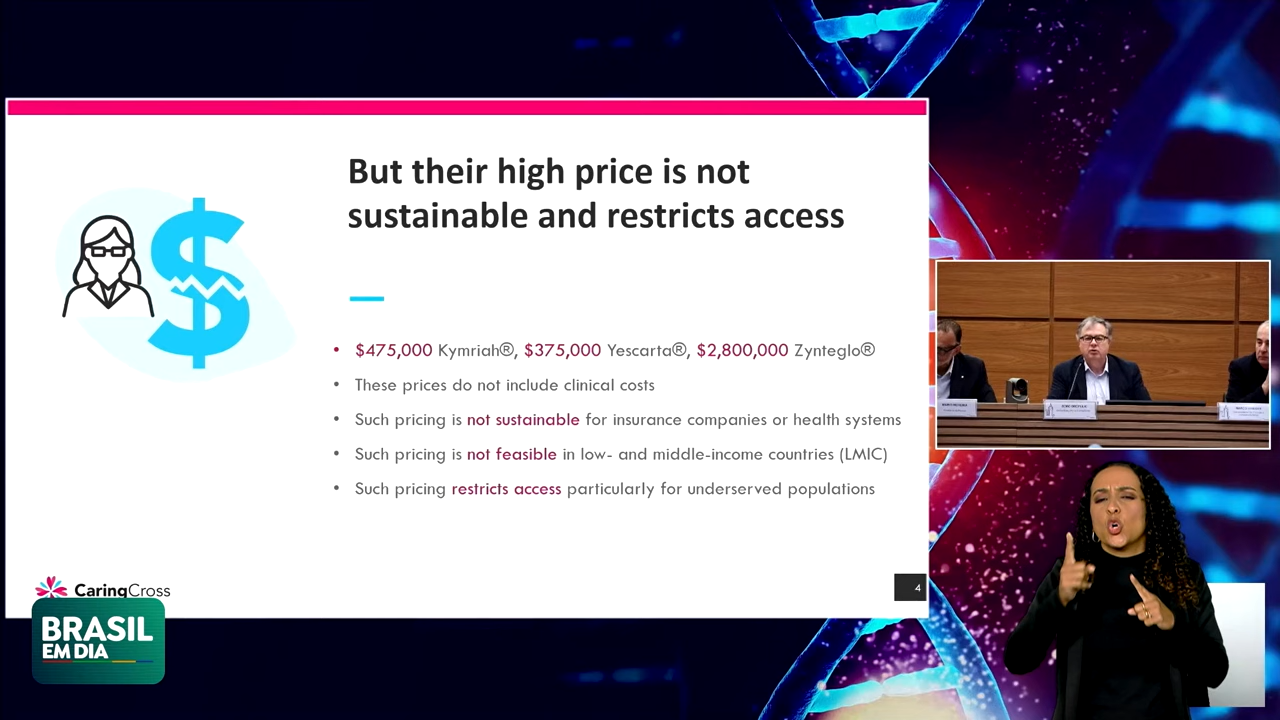 But their high price is not
sustainable and restricts access
• $475,000 Kymriah®, $375,000 Yescarta®, $2,800,000 Zynteglo®
• These prices do not include clinical costs
• Such pricing is not sustainable for insurance companies or health systems
• Such pricing is not feasible in low- and middle-income countries (LMIC)
• Such pricing restricts access particularly for underserved populations
CaringCross
4
BRASIL
EM DIA